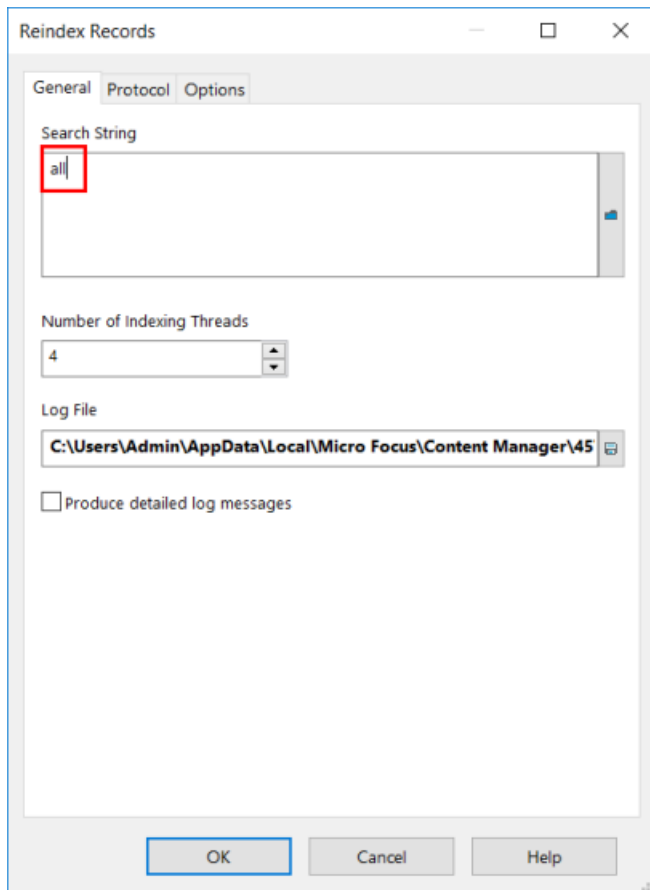 Reindex Records
General Protocol Options
Search String
all
Number of Indexing Threads
4
Log File
C:\Users\Admin\AppData\Local\Micro Focus\Content Manager\45
Produce detailed log messages
OK Cancel Help